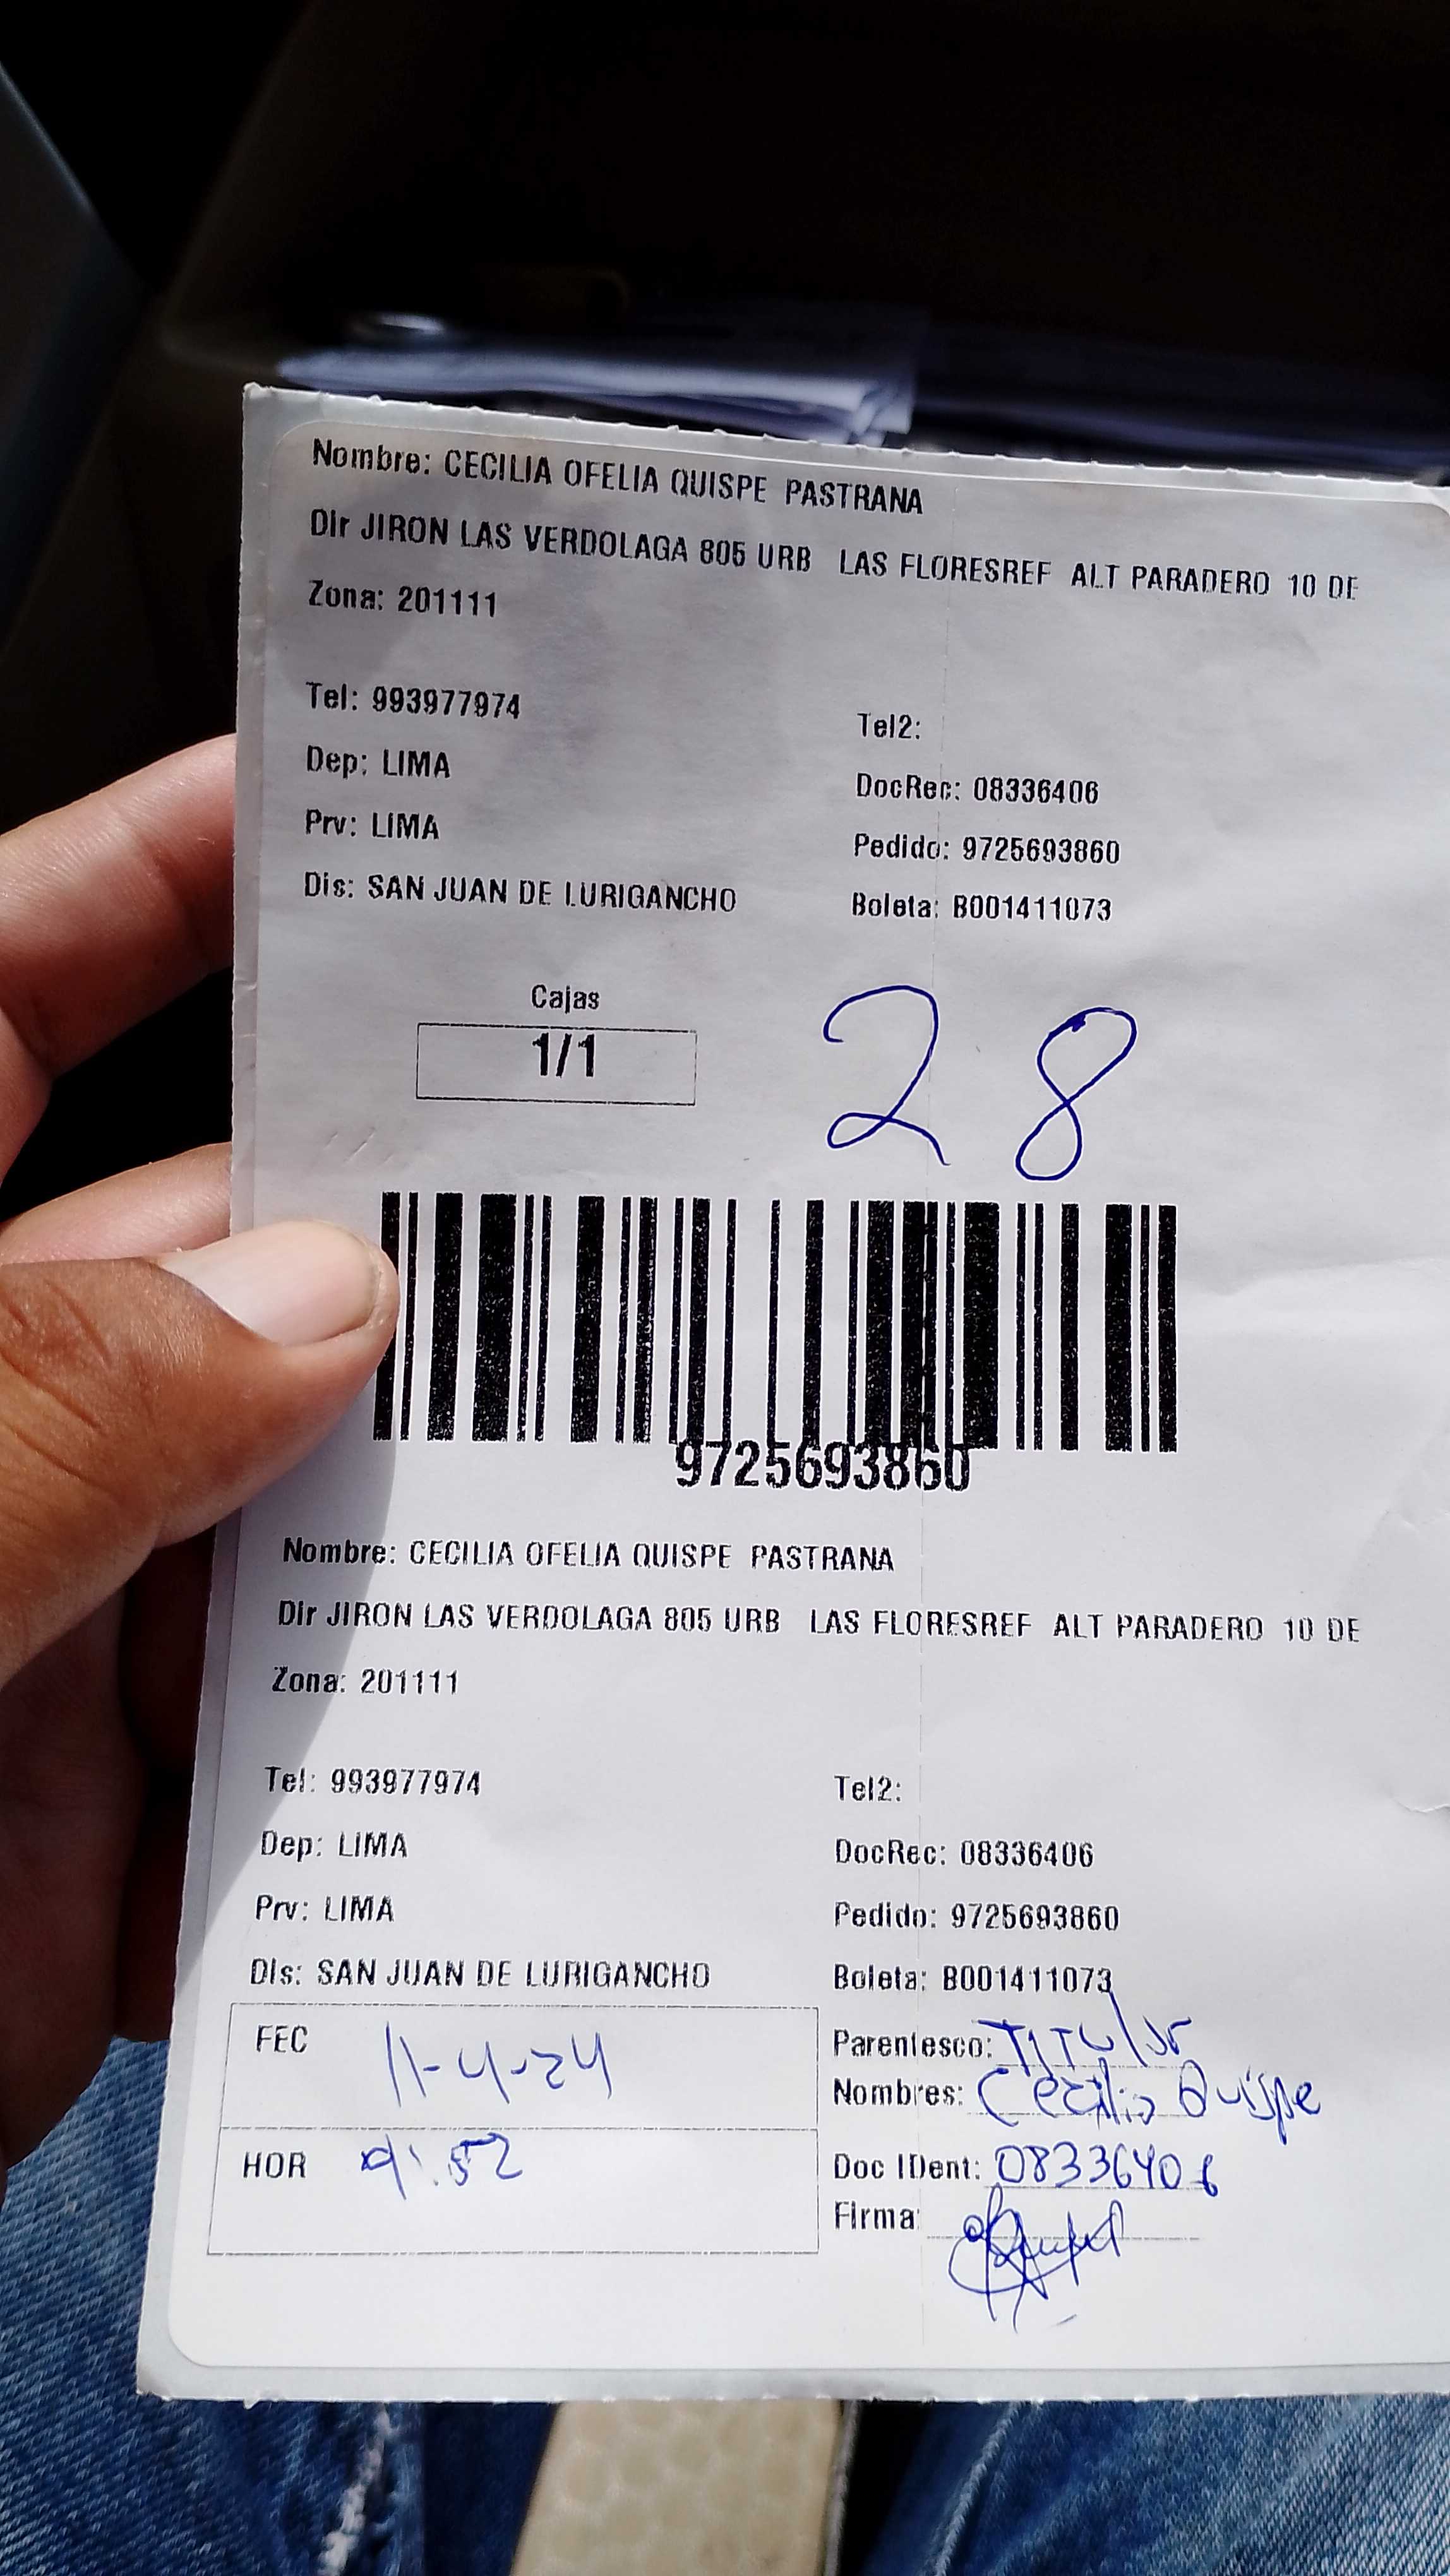 Nombre: CECILIA OFELIA QUISPE PASTRANA
Dir JIRON LAS VERDOLAGA 805 URB LAS FLORESREF ALT PARADERO 10 DE
Zona: 201111
Tel: 993977974 Tel2:
Dep: LIMA DocRec: 08336406
Prv: LIMA Pedido: 9725693860
Dis: SAN JUAN DE LURIGANCHO Boleta: B001411073
Cajas
1/1 28
9725693860
Nombre: CECILIA OFELIA QUISPE PASTRANA
Dir JIRON LAS VERDOLAGA 805 URB LAS FLORESREF ALT PARADERO 10 DE
Zona: 201111
Tel: 993977974 Tel2:
Dep: LIMA DocRec: 08336406
Prv: LIMA Pedido: 9725693860
Dis: SAN JUAN DE LURIGANCHO Boleta: B001411073
FEC 11-4-24 Parentesco: Titular
Nombres: Cecilia Quispe
HOR 9:52 Doc IDent: 08336406
Firma: